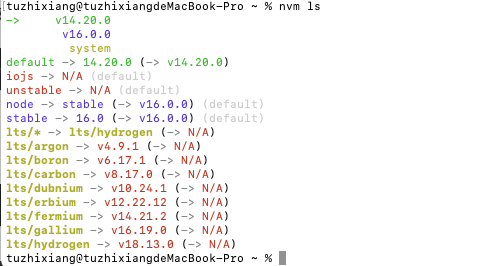 [tuzhixiang@tuzhixiangdeMacBook-Pro ~ % nvm ls
->      v14.20.0
        v16.0.0
         system
default -> 14.20.0 (-> v14.20.0)
iojs -> N/A (default)
unstable -> N/A (default)
node -> stable (-> v16.0.0) (default)
stable -> 16.0 (-> v16.0.0) (default)
lts/* -> lts/hydrogen (-> N/A)
lts/argon -> v4.9.1 (-> N/A)
lts/boron -> v6.17.1 (-> N/A)
lts/carbon -> v8.17.0 (-> N/A)
lts/dubnium -> v10.24.1 (-> N/A)
lts/erbium -> v12.22.12 (-> N/A)
lts/fermium -> v14.21.2 (-> N/A)
lts/gallium -> v16.19.0 (-> N/A)
lts/hydrogen -> v18.13.0 (-> N/A)
tuzhixiang@tuzhixiangdeMacBook-Pro ~ %